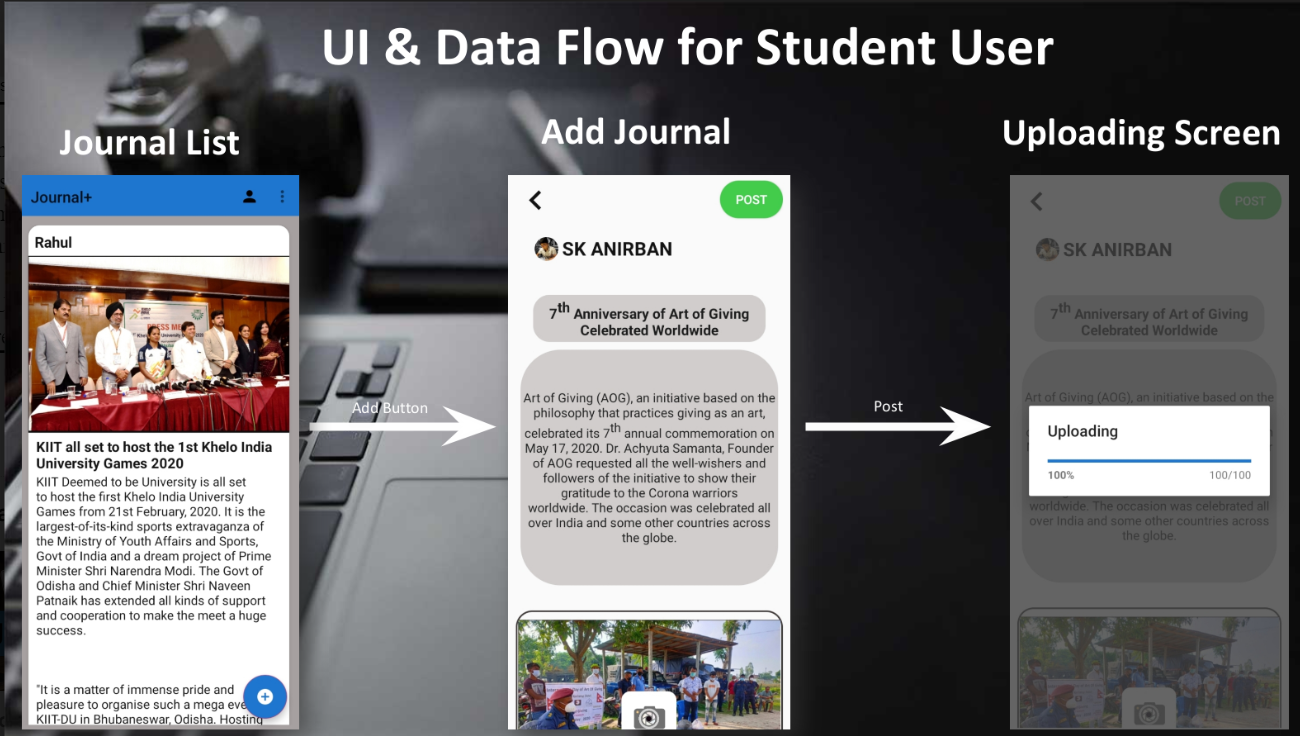 UI & Data Flow for Student User
Journal List
Journal+
Rahul
PRESS ME
KIIT all set to host the 1st Khelo India
University Games 2020
KIIT Deemed to be University is all set
to host the first Khelo India University
Games from 21st February, 2020. It is the
largest-of-its-kind sports extravaganza of
the Ministry of Youth Affairs and Sports,
Govt of India and a dream project of Prime
Minister Shri Narendra Modi. The Govt of
Odisha and Chief Minister Shri Naveen
Patnaik has extended all kinds of support
and cooperation to make the meet a huge
success.
"It is a matter of immense pride and
pleasure to organise such a mega eve
KIIT-DU in Bhubaneswar, Odisha. Hosting
Add Button
Add Journal
POST
SK ANIRBAN
7th Anniversary of Art of Giving
Celebrated Worldwide
Art of Giving (AOG), an initiative based on the
philosophy that practices giving as an art,
celebrated its 7th annual commemoration on
May 17, 2020. Dr. Achyuta Samanta, Founder
of AOG requested all the well-wishers and
followers of the initiative to show their
gratitude to the Corona warriors
worldwide. The occasion was celebrated all
over India and some other countries across
the globe.
Post
Uploading Screen
POST
SK ANIRBAN
7th Anniversary of Art of Giving
Celebrated Worldwide
Art of Giving (AOG), an initiative based on the
Uploading
100% 100/100
worldwide. The occasion was celebrated all
over India and some other countries across
the globe.